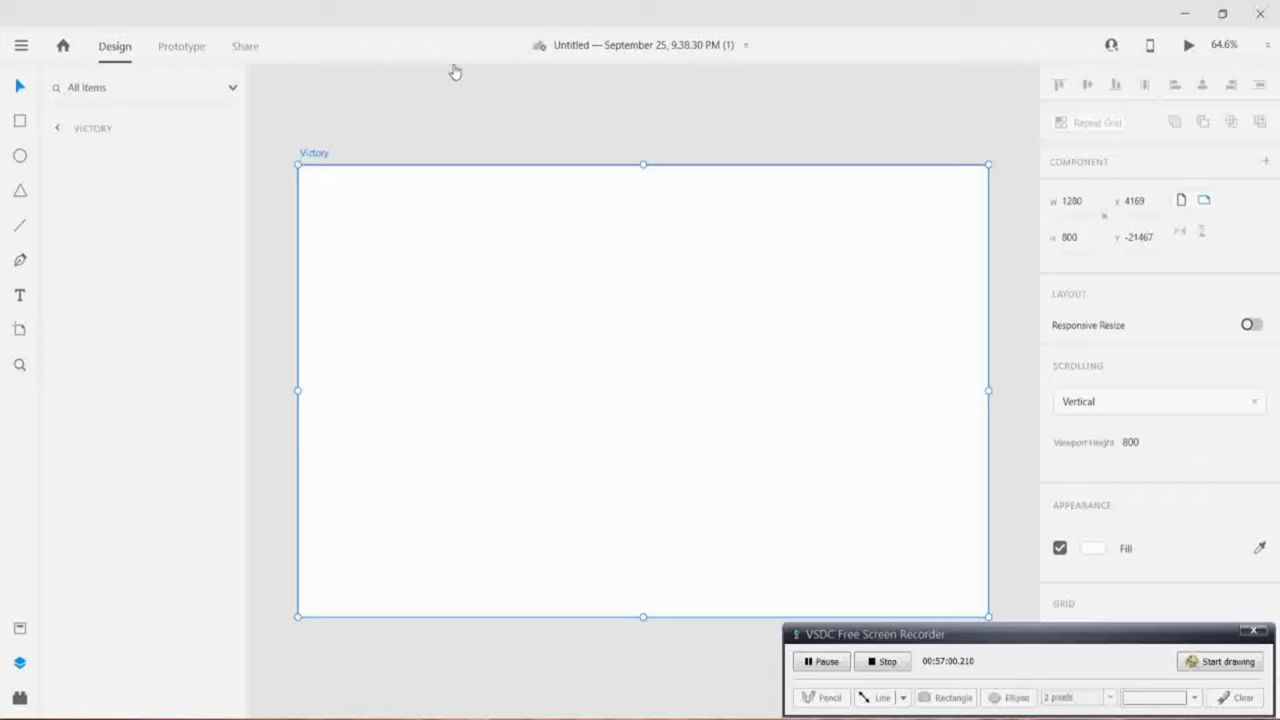 Design Prototype Share Untitled — September 25, 9.38.30 PM (1) 64.6%
All Items
VICTORY
Victory
Repeat Grid
COMPONENT
W 1280 X 4169
H 800 Y -21467
LAYOUT
Responsive Resize
SCROLLING
Vertical
Viewport Height 800
APPEARANCE
Fill
GRID
VSDC Free Screen Recorder
Pause Stop 00:57:00.210 Start drawing
Pencil Line Rectangle Ellipse 2 pixels Clear